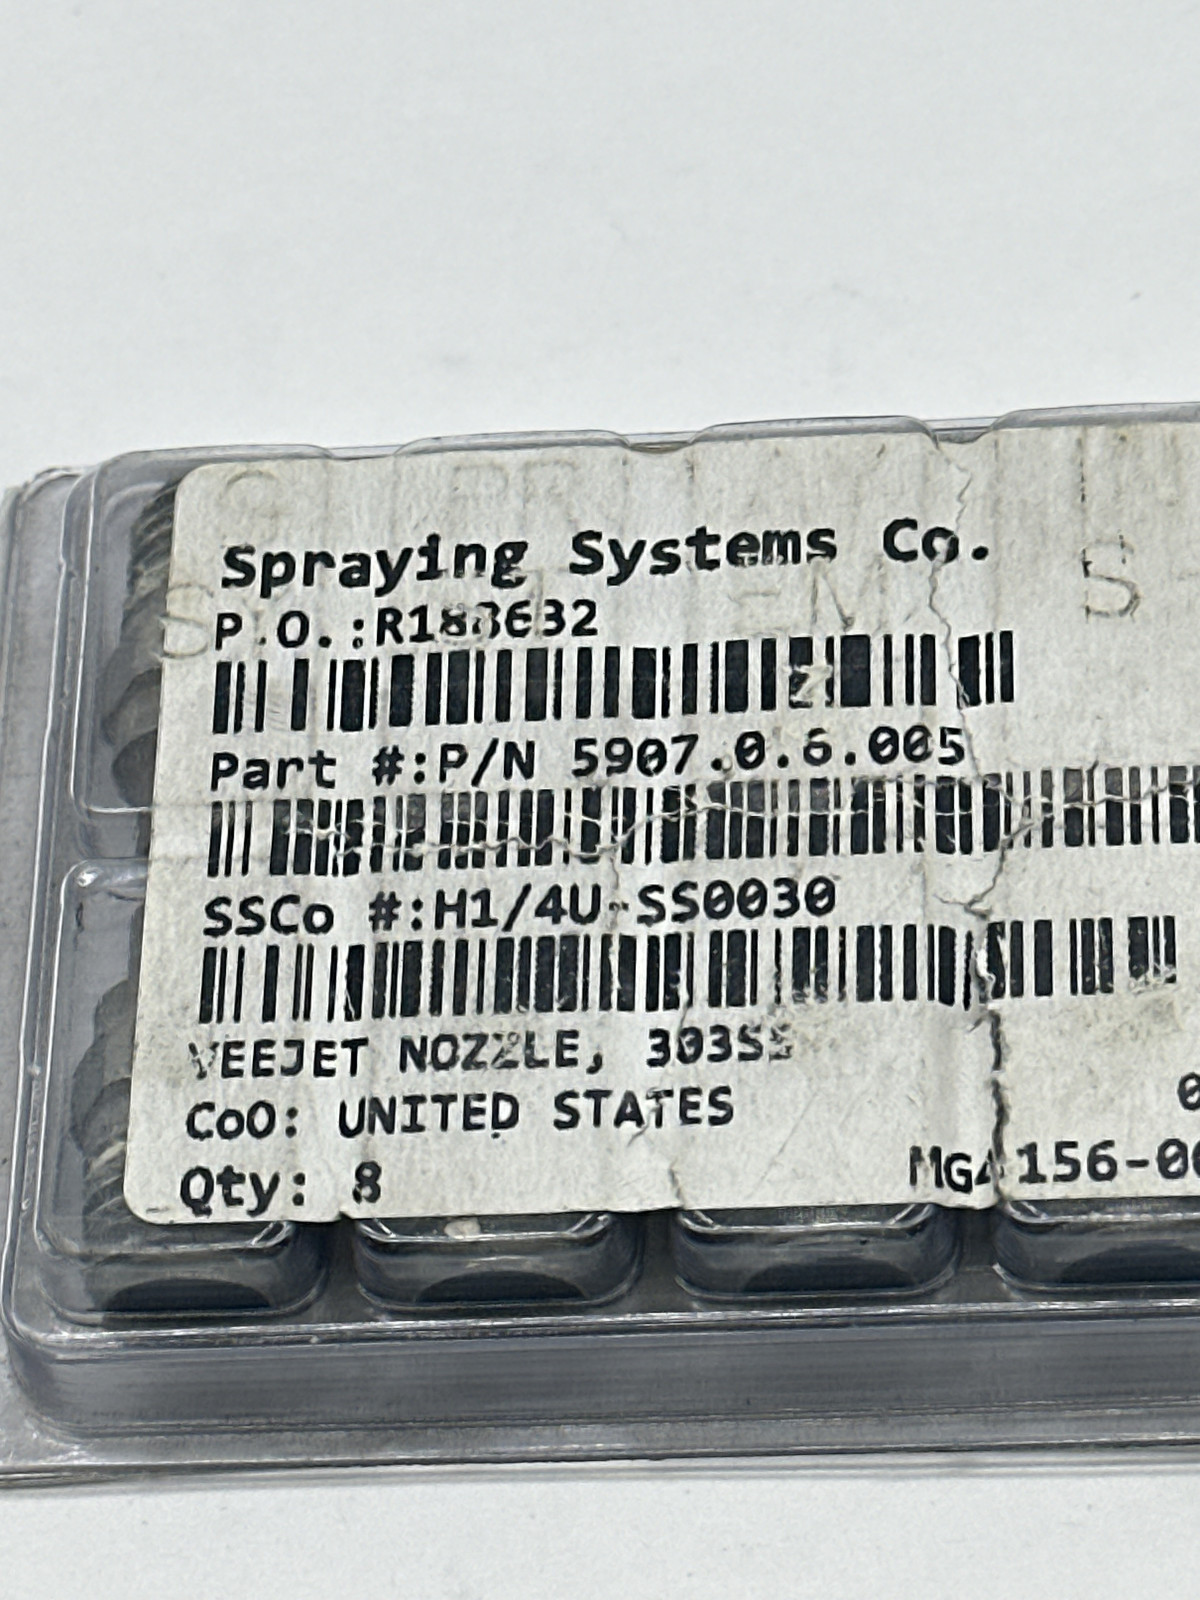 Spraying Systems Co.
P.O.:R188632
Part #:P/N 5907.0.6.005
SSCo #:H1/4U-SS0030
VEEJET NOZZLE, 303SS
CoO: UNITED STATES
Qty: 8